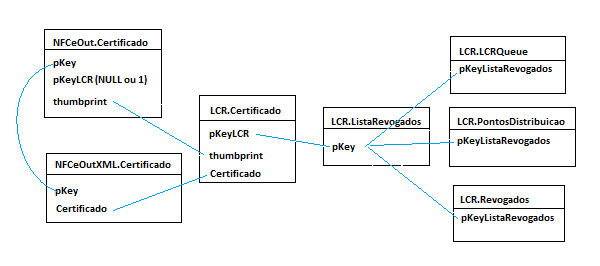 NFCeOut.Certificado
pKey
pKeyLCR (NULL ou 1)
thumbprint
NFCeOutXML.Certificado
pKey
Certificado
LCR.Certificado
pKeyLCR
thumbprint
Certificado
LCR.ListaRevogados
pKey
LCR.LCRQueue
pKeyListaRevogados
LCR.PontosDistribuicao
pKeyListaRevogados
LCR.Revogados
pKeyListaRevogados